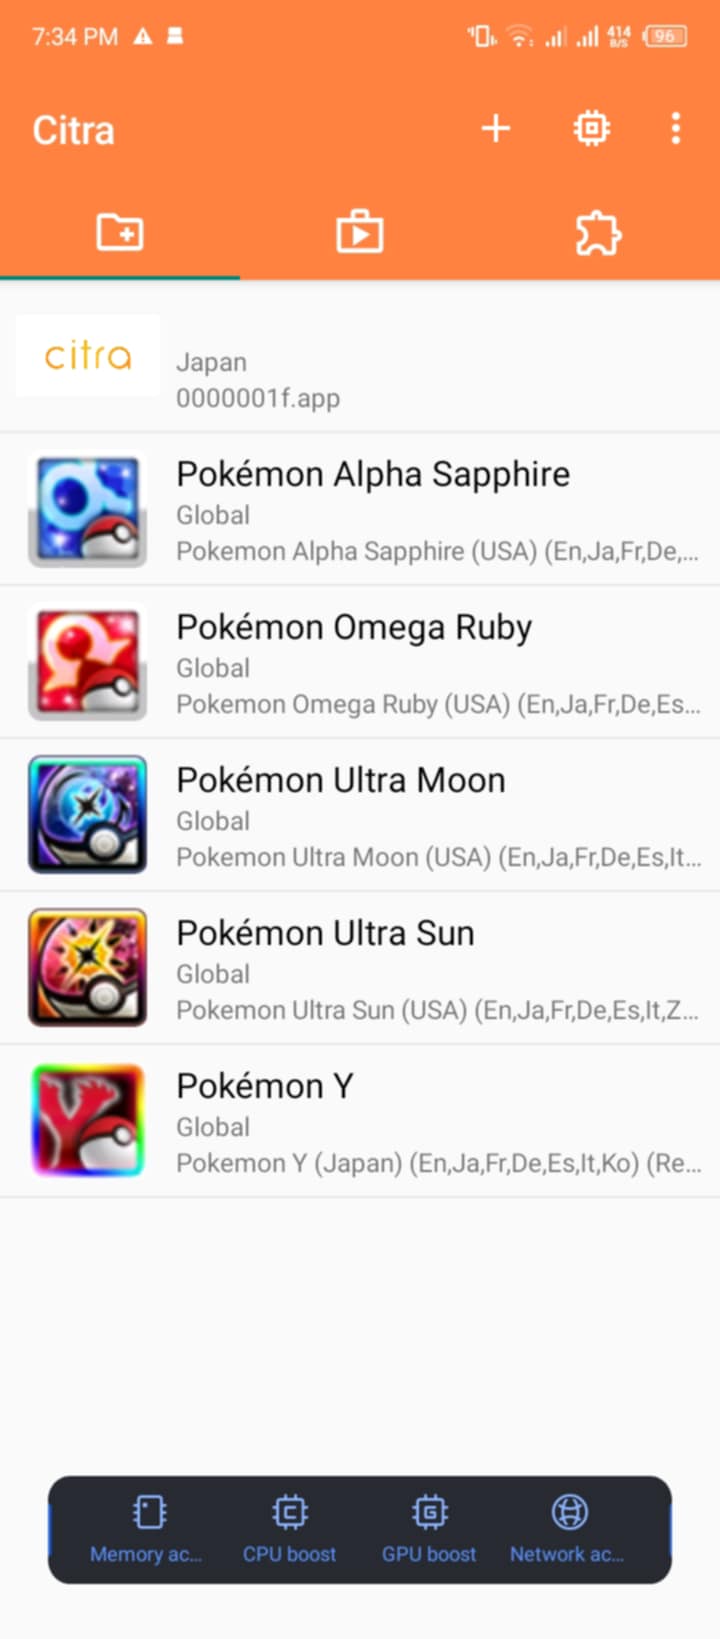 7:34 PM
414 B/S
96
Citra
citra
Japan
0000001f.app
Pokémon Alpha Sapphire
Global
Pokemon Alpha Sapphire (USA) (En,Ja,Fr,De,...
Pokémon Omega Ruby
Global
Pokemon Omega Ruby (USA) (En,Ja,Fr,De,Es...
Pokémon Ultra Moon
Global
Pokemon Ultra Moon (USA) (En,Ja,Fr,De,Es,It...
Pokémon Ultra Sun
Global
Pokemon Ultra Sun (USA) (En,Ja,Fr,De,Es,It,Z...
Pokémon Y
Global
Pokemon Y (Japan) (En,Ja,Fr,De,Es,It,Ko) (Re...
C
G
Memory ac... CPU boost GPU boost Network ac...